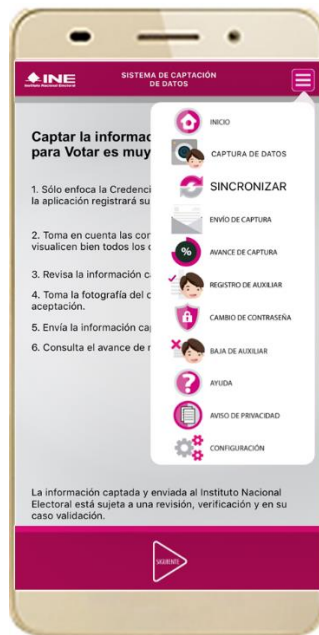 INE
Instituto Nacional Electoral
SISTEMA DE CAPTACIÓN
DE DATOS
Captar la informac
para Votar es muy
1. Sólo enfoca la Credenci
la aplicación registrará su
2. Toma en cuenta las con
visualicen bien todos los
3. Revisa la información ca
4. Toma la fotografía del
aceptación.
5. Envía la información cap
6. Consulta el avance de
INICIO
CAPTURA DE DATOS
SINCRONIZAR
ENVÍO DE CAPTURA
%
AVANCE DE CAPTURA
REGISTRO DE AUXILIAR
CAMBIO DE CONTRASEÑA
BAJA DE AUXILIAR
?
AYUDA
AVISO DE PRIVACIDAD
CONFIGURACIÓN
La información captada y enviada al Instituto Nacional
Electoral está sujeta a una revisión, verificación y en su
caso validación.
SIGUIENTE